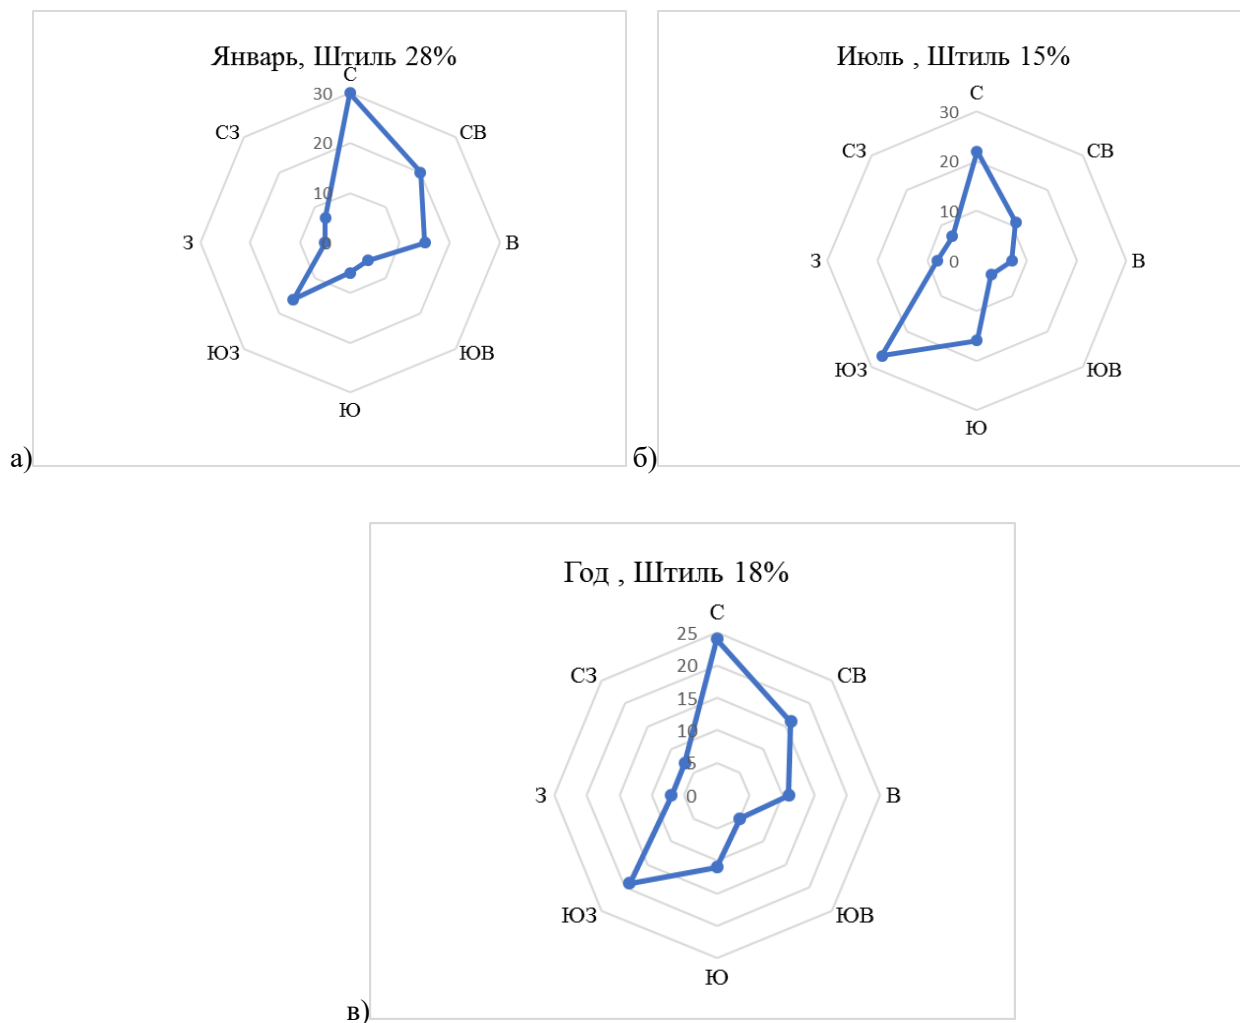 Январь, Штиль 28%
С
30
СЗ
СВ
20
10
З
0
В
ЮЗ
ЮВ
Ю
а)
Июль , Штиль 15%
С
30
СЗ
СВ
20
10
З
0
В
ЮЗ
ЮВ
Ю
б)
Год , Штиль 18%
С
25
СЗ
20
СВ
15
10
5
З
0
В
ЮЗ
ЮВ
Ю
в)